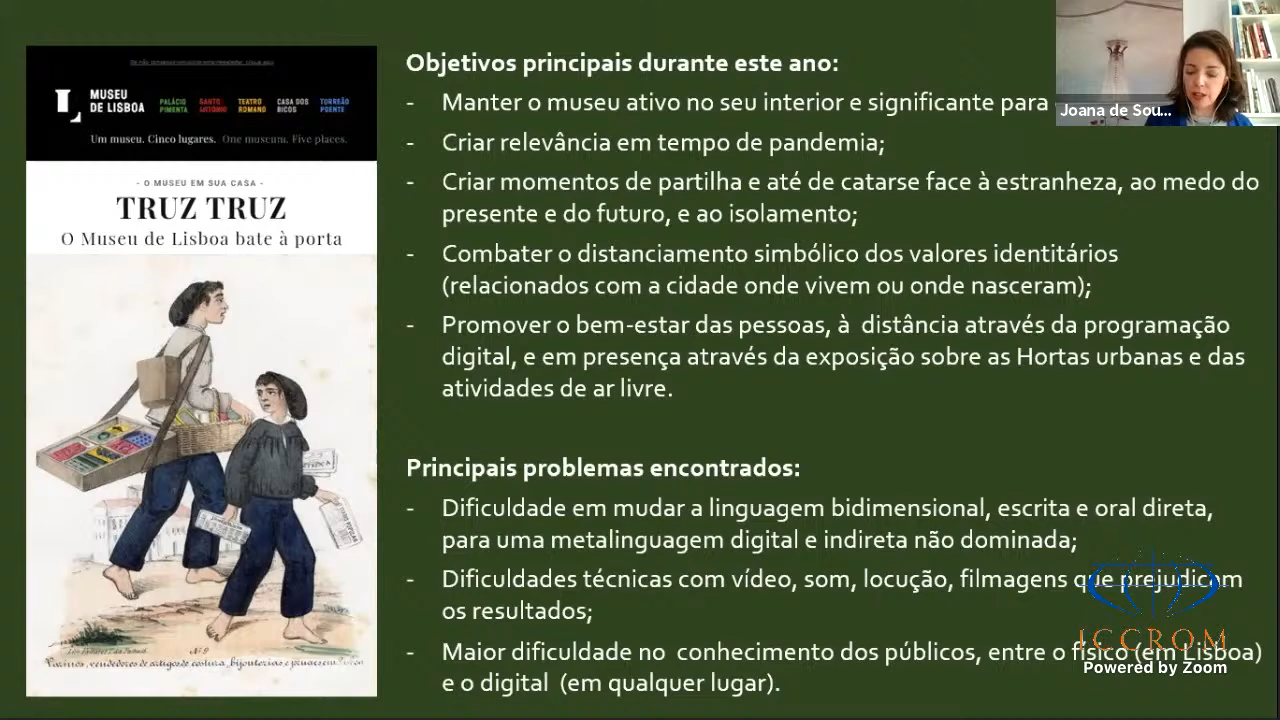 MUSEU
DE LISBOA
PALÁCIO
PIMENTA
SANTO
ANTÓNIO
TEATRO
ROMANO
CASA DOS
BICOS
TORREÃO
POENTE
Um museu. Cinco lugares. One museum. Five places.
- O MUSEU EM SUA CASA -
TRUZ TRUZ
O Museu de Lisboa bate à porta
Nº 9
Objetivos principais durante este ano:
- Manter o museu ativo no seu interior e significante para
- Criar relevância em tempo de pandemia;
- Criar momentos de partilha e até de catarse face à estranheza, ao medo do
presente e do futuro, e ao isolamento;
- Combater o distanciamento simbólico dos valores identitários
(relacionados com a cidade onde vivem ou onde nasceram);
- Promover o bem-estar das pessoas, à distância através da programação
digital, e em presença através da exposição sobre as Hortas urbanas e das
atividades de ar livre.
Principais problemas encontrados:
- Dificuldade em mudar a linguagem bidimensional, escrita e oral direta,
para uma metalinguagem digital e indireta não dominada;
- Dificuldades técnicas com vídeo, som, locução, filmagens que prejudicam
os resultados;
- Maior dificuldade no conhecimento dos públicos, entre o físico (em Lisboa)
e o digital (em qualquer lugar).
Joana de Sou...
ICCROM
Powered by Zoom